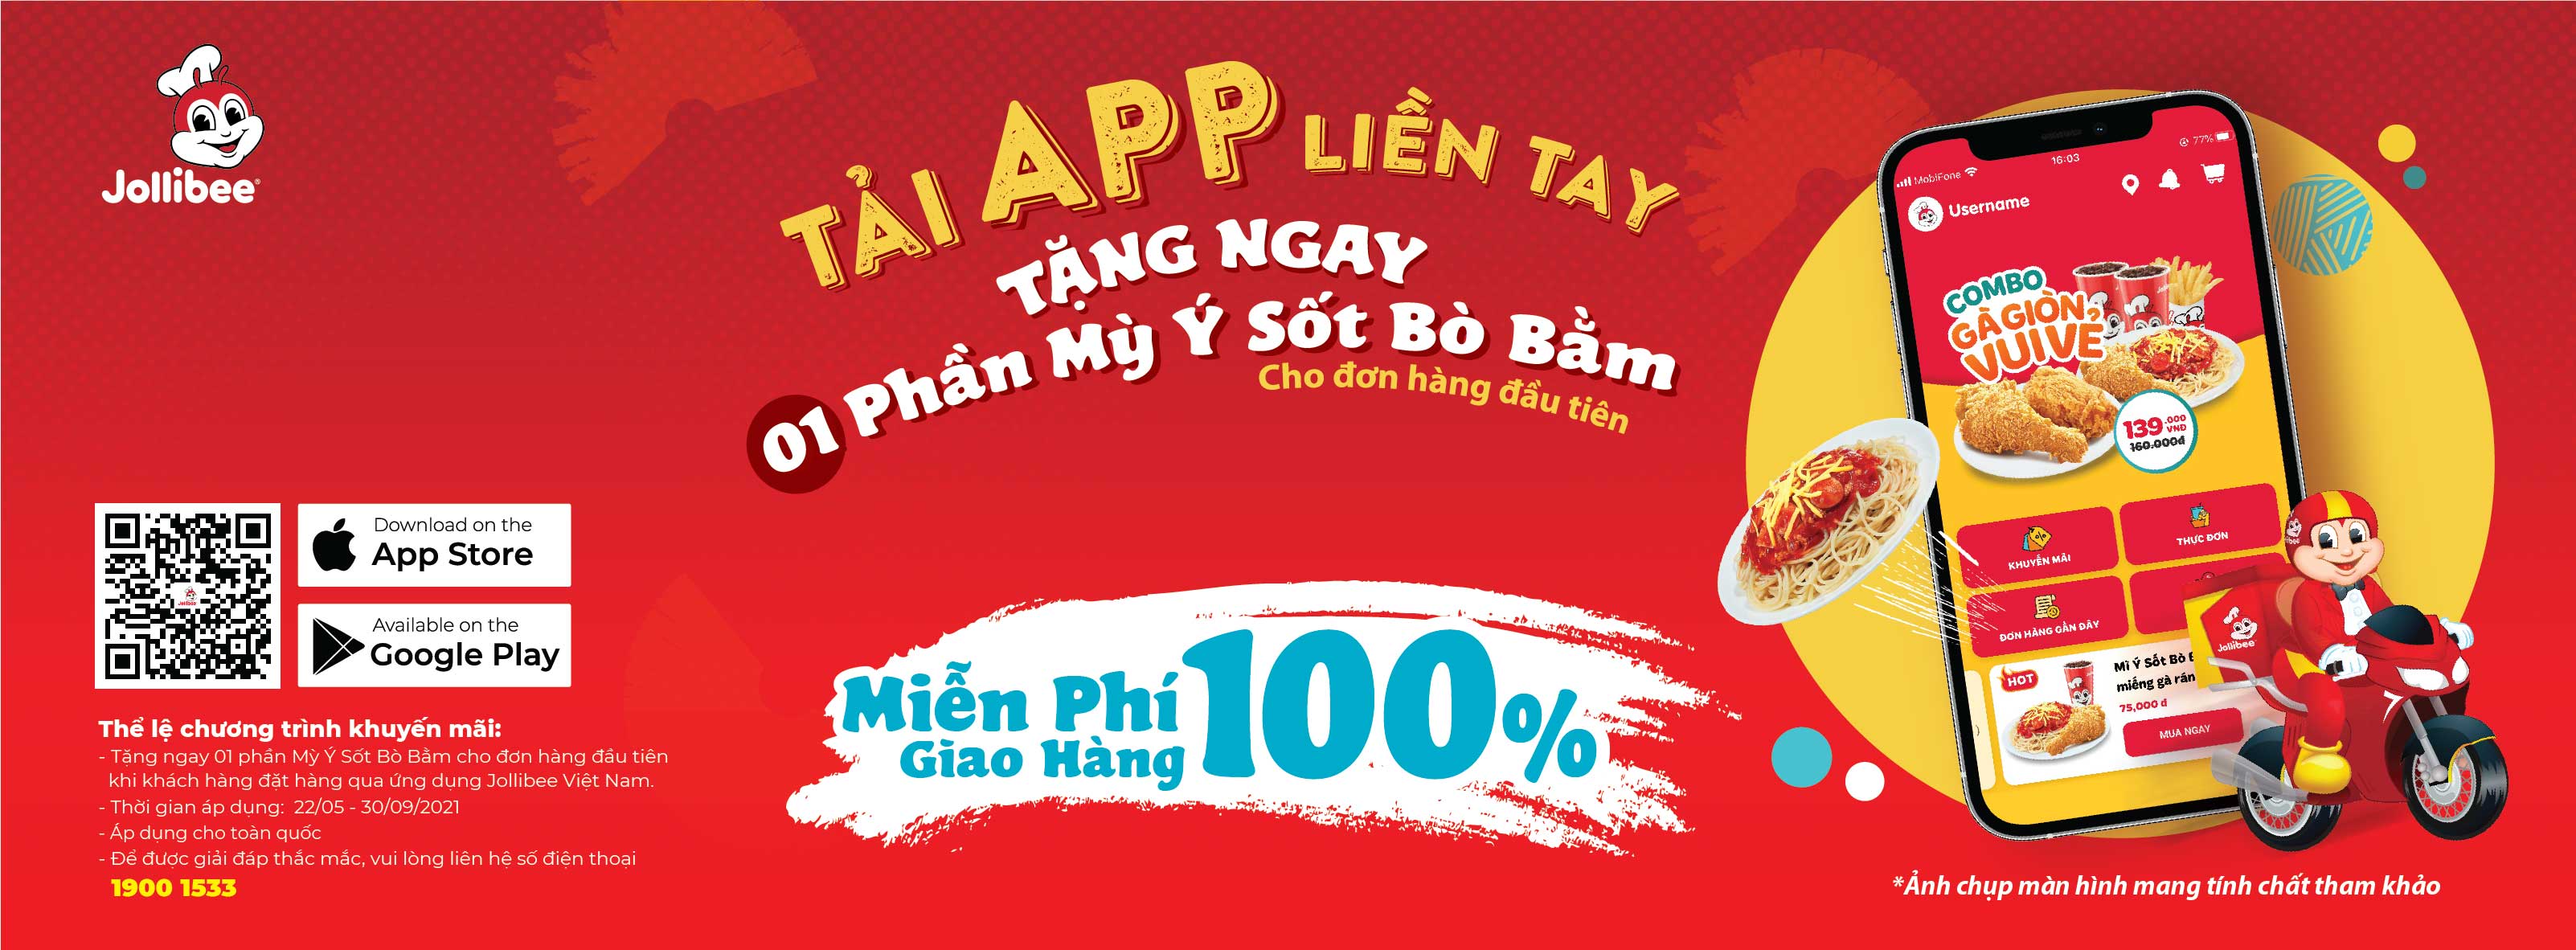 Jollibee
TẢI APP LIỀN TAY
TẶNG NGAY
01 Phần Mỳ Ý Sốt Bò Bằm
Cho đơn hàng đầu tiên
Miễn Phí
Giao Hàng
100%
Download on the
App Store
Available on the
Google Play
Thể lệ chương trình khuyến mãi:
- Tặng ngay 01 phần Mỳ Ý Sốt Bò Bằm cho đơn hàng đầu tiên
khi khách hàng đặt hàng qua ứng dụng Jollibee Việt Nam.
- Thời gian áp dụng: 22/05 - 30/09/2021
- Áp dụng cho toàn quốc
- Để được giải đáp thắc mắc, vui lòng liên hệ số điện thoại
1900 1533
MobiFone 16:03 77%
Username
COMBO
GÀ GIÒN
VUI VẺ
139.000 VNĐ
160.000đ
KHUYẾN MÃI
THỰC ĐƠN
ĐƠN HÀNG GẦN ĐÂY
HOT
Mì Ý Sốt Bò
miếng gà rán
75,000 đ
MUA NGAY
Jollibee
*Ảnh chụp màn hình mang tính chất tham khảo